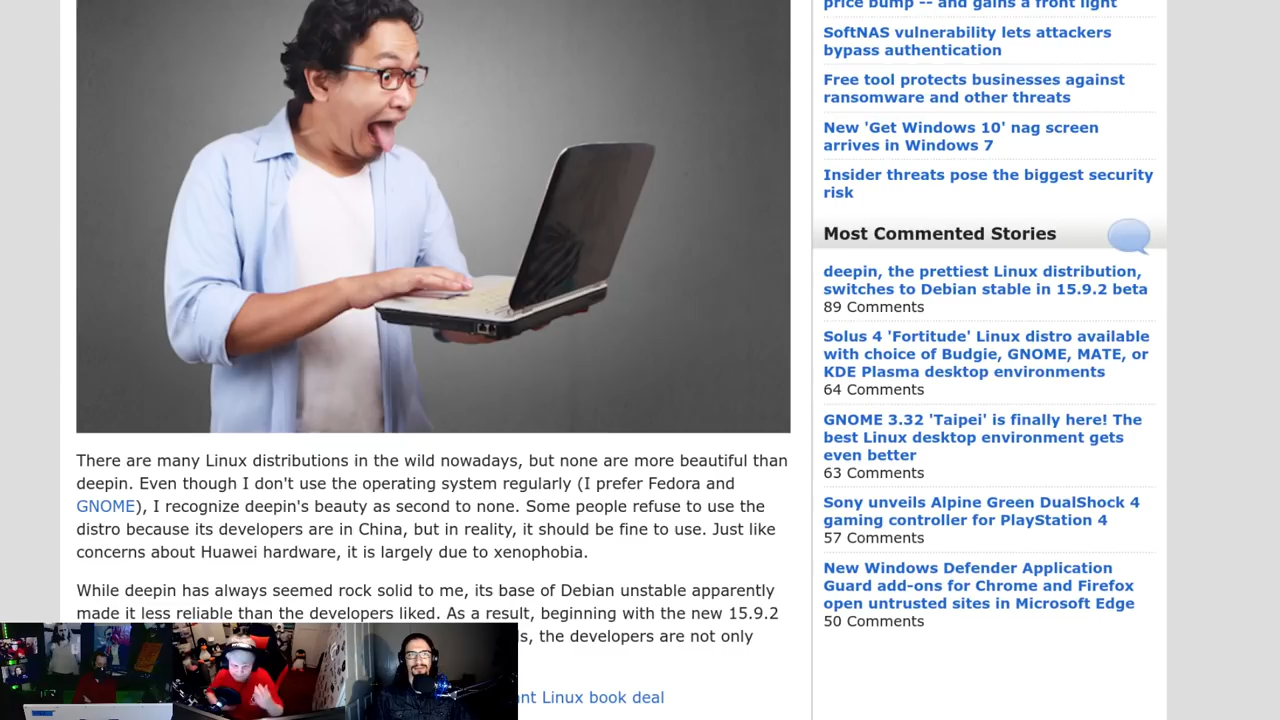 There are many Linux distributions in the wild nowadays, but none are more beautiful than
deepin. Even though I don't use the operating system regularly (I prefer Fedora and
GNOME), I recognize deepin's beauty as second to none. Some people refuse to use the
distro because its developers are in China, but in reality, it should be fine to use. Just like
concerns about Huawei hardware, it is largely due to xenophobia.
While deepin has always seemed rock solid to me, its base of Debian unstable apparently
made it less reliable than the developers liked. As a result, beginning with the new 15.9.2
s, the developers are not only
nt Linux book deal
price bump -- and gains a front light
SoftNAS vulnerability lets attackers
bypass authentication
Free tool protects businesses against
ransomware and other threats
New 'Get Windows 10' nag screen
arrives in Windows 7
Insider threats pose the biggest security
risk
Most Commented Stories
deepin, the prettiest Linux distribution,
switches to Debian stable in 15.9.2 beta
89 Comments
Solus 4 'Fortitude' Linux distro available
with choice of Budgie, GNOME, MATE, or
KDE Plasma desktop environments
64 Comments
GNOME 3.32 'Taipei' is finally here! The
best Linux desktop environment gets
even better
63 Comments
Sony unveils Alpine Green DualShock 4
gaming controller for PlayStation 4
57 Comments
New Windows Defender Application
Guard add-ons for Chrome and Firefox
open untrusted sites in Microsoft Edge
50 Comments